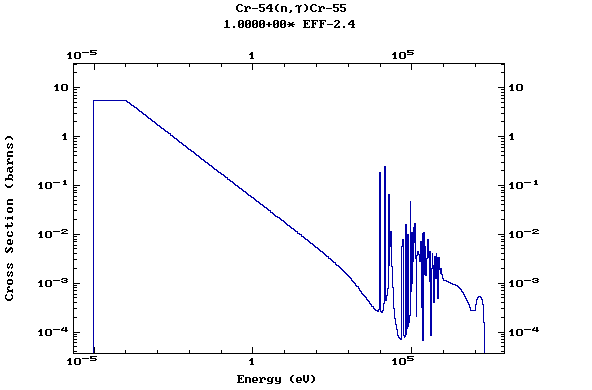 Cr-54(n,γ)Cr-55
1.0000+00* EFF-2.4
10⁻⁵ 1 10⁵
10 10
1 1
10⁻¹ 10⁻¹
10⁻² 10⁻²
10⁻³ 10⁻³
10⁻⁴ 10⁻⁴
10⁻⁵ 1 10⁵
Cross Section (barns)
Energy (eV)